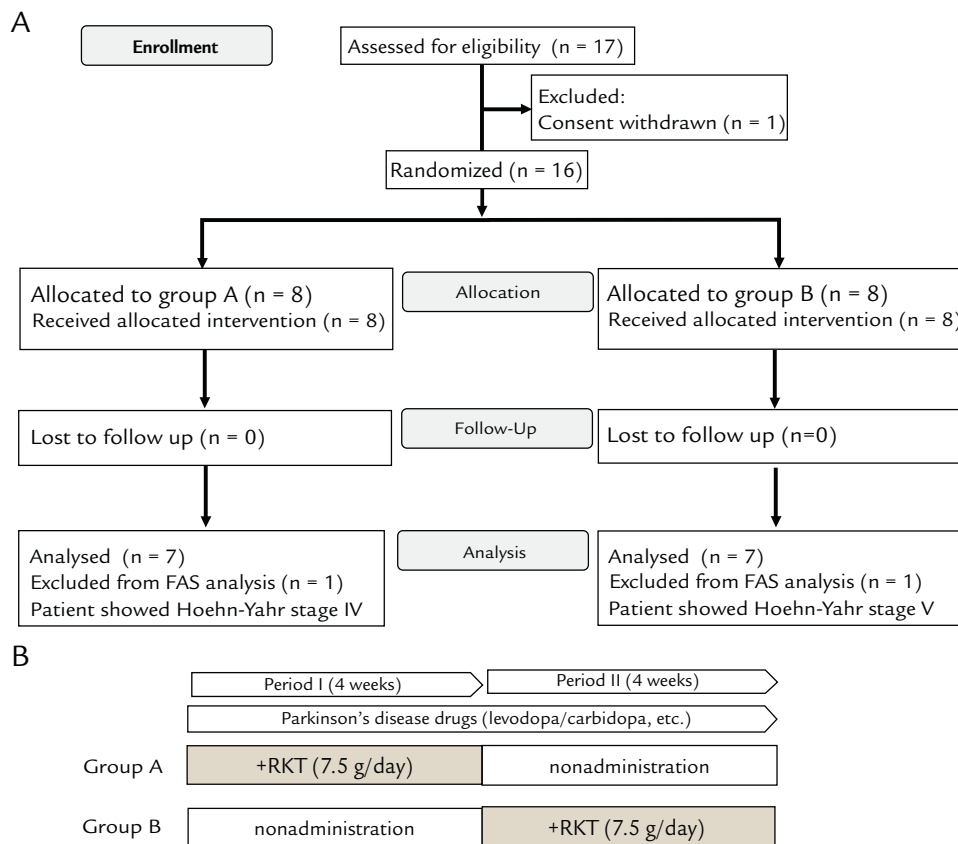 A
Enrollment
Assessed for eligibility (n = 17)
Excluded:
Consent withdrawn (n = 1)
Randomized (n = 16)
Allocated to group A (n = 8)
Received allocated intervention (n = 8)
Allocation
Allocated to group B (n = 8)
Received allocated intervention (n = 8)
Lost to follow up (n = 0)
Follow-Up
Lost to follow up (n=0)
Analysed (n = 7)
Excluded from FAS analysis (n = 1)
Patient showed Hoehn-Yahr stage IV
Analysis
Analysed (n = 7)
Excluded from FAS analysis (n = 1)
Patient showed Hoehn-Yahr stage V
B
Period I (4 weeks)
Period II (4 weeks)
Parkinson's disease drugs (levodopa/carbidopa, etc.)
Group A
+RKT (7.5 g/day)
nonadministration
Group B
nonadministration
+RKT (7.5 g/day)